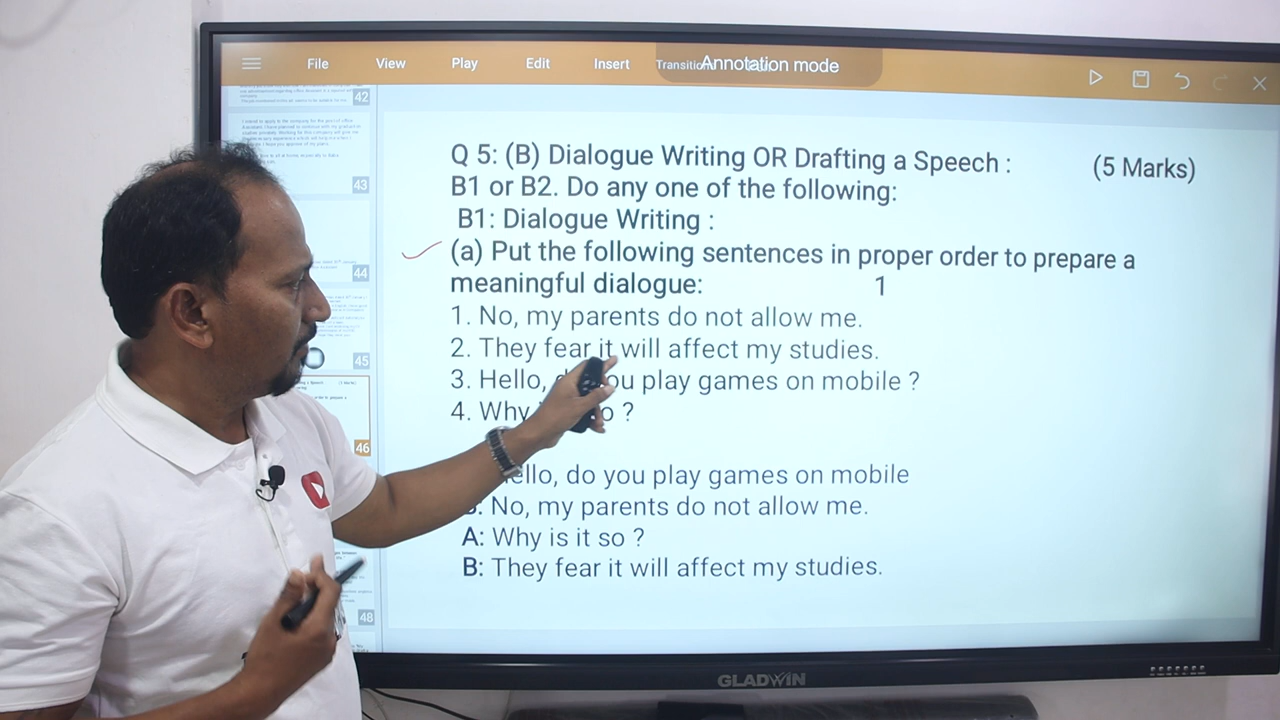 File View Play Edit Insert Annotation mode
42
43
44
45
46
48
Q 5: (B) Dialogue Writing OR Drafting a Speech : (5 Marks)
B1 or B2. Do any one of the following:
B1: Dialogue Writing :
(a) Put the following sentences in proper order to prepare a
meaningful dialogue: 1
1. No, my parents do not allow me.
2. They fear it will affect my studies.
3. Hello, you play games on mobile ?
4. Why ?
do you play games on mobile
No, my parents do not allow me.
A: Why is it so ?
B: They fear it will affect my studies.
GLADWIN